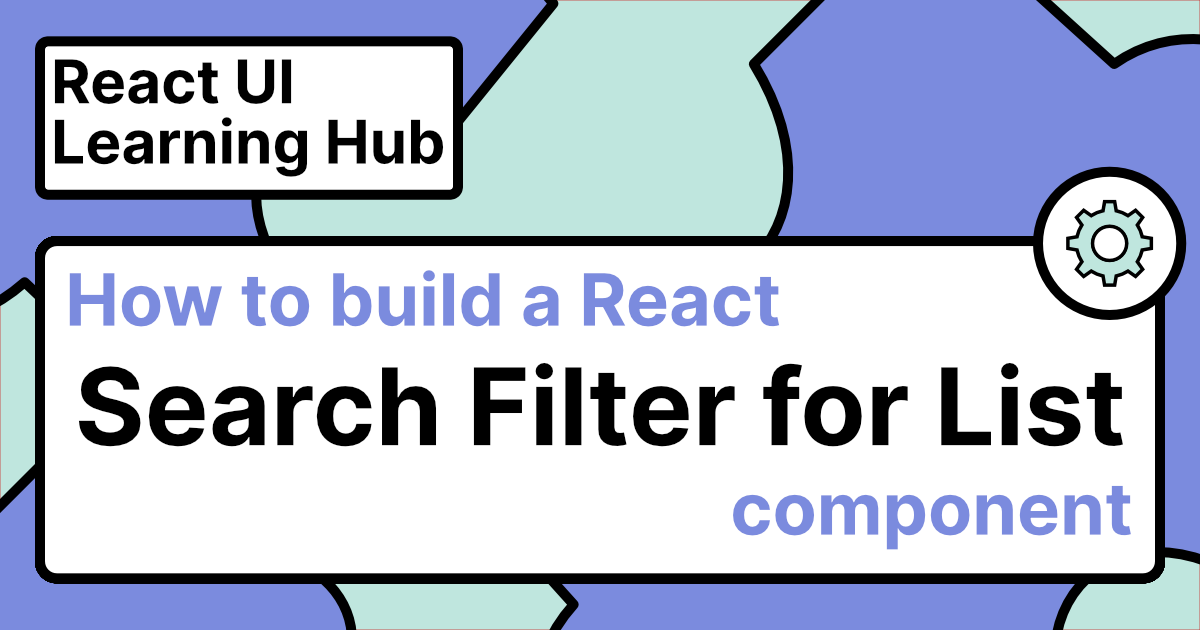 React UI
Learning Hub
How to build a React
Search Filter for List
component